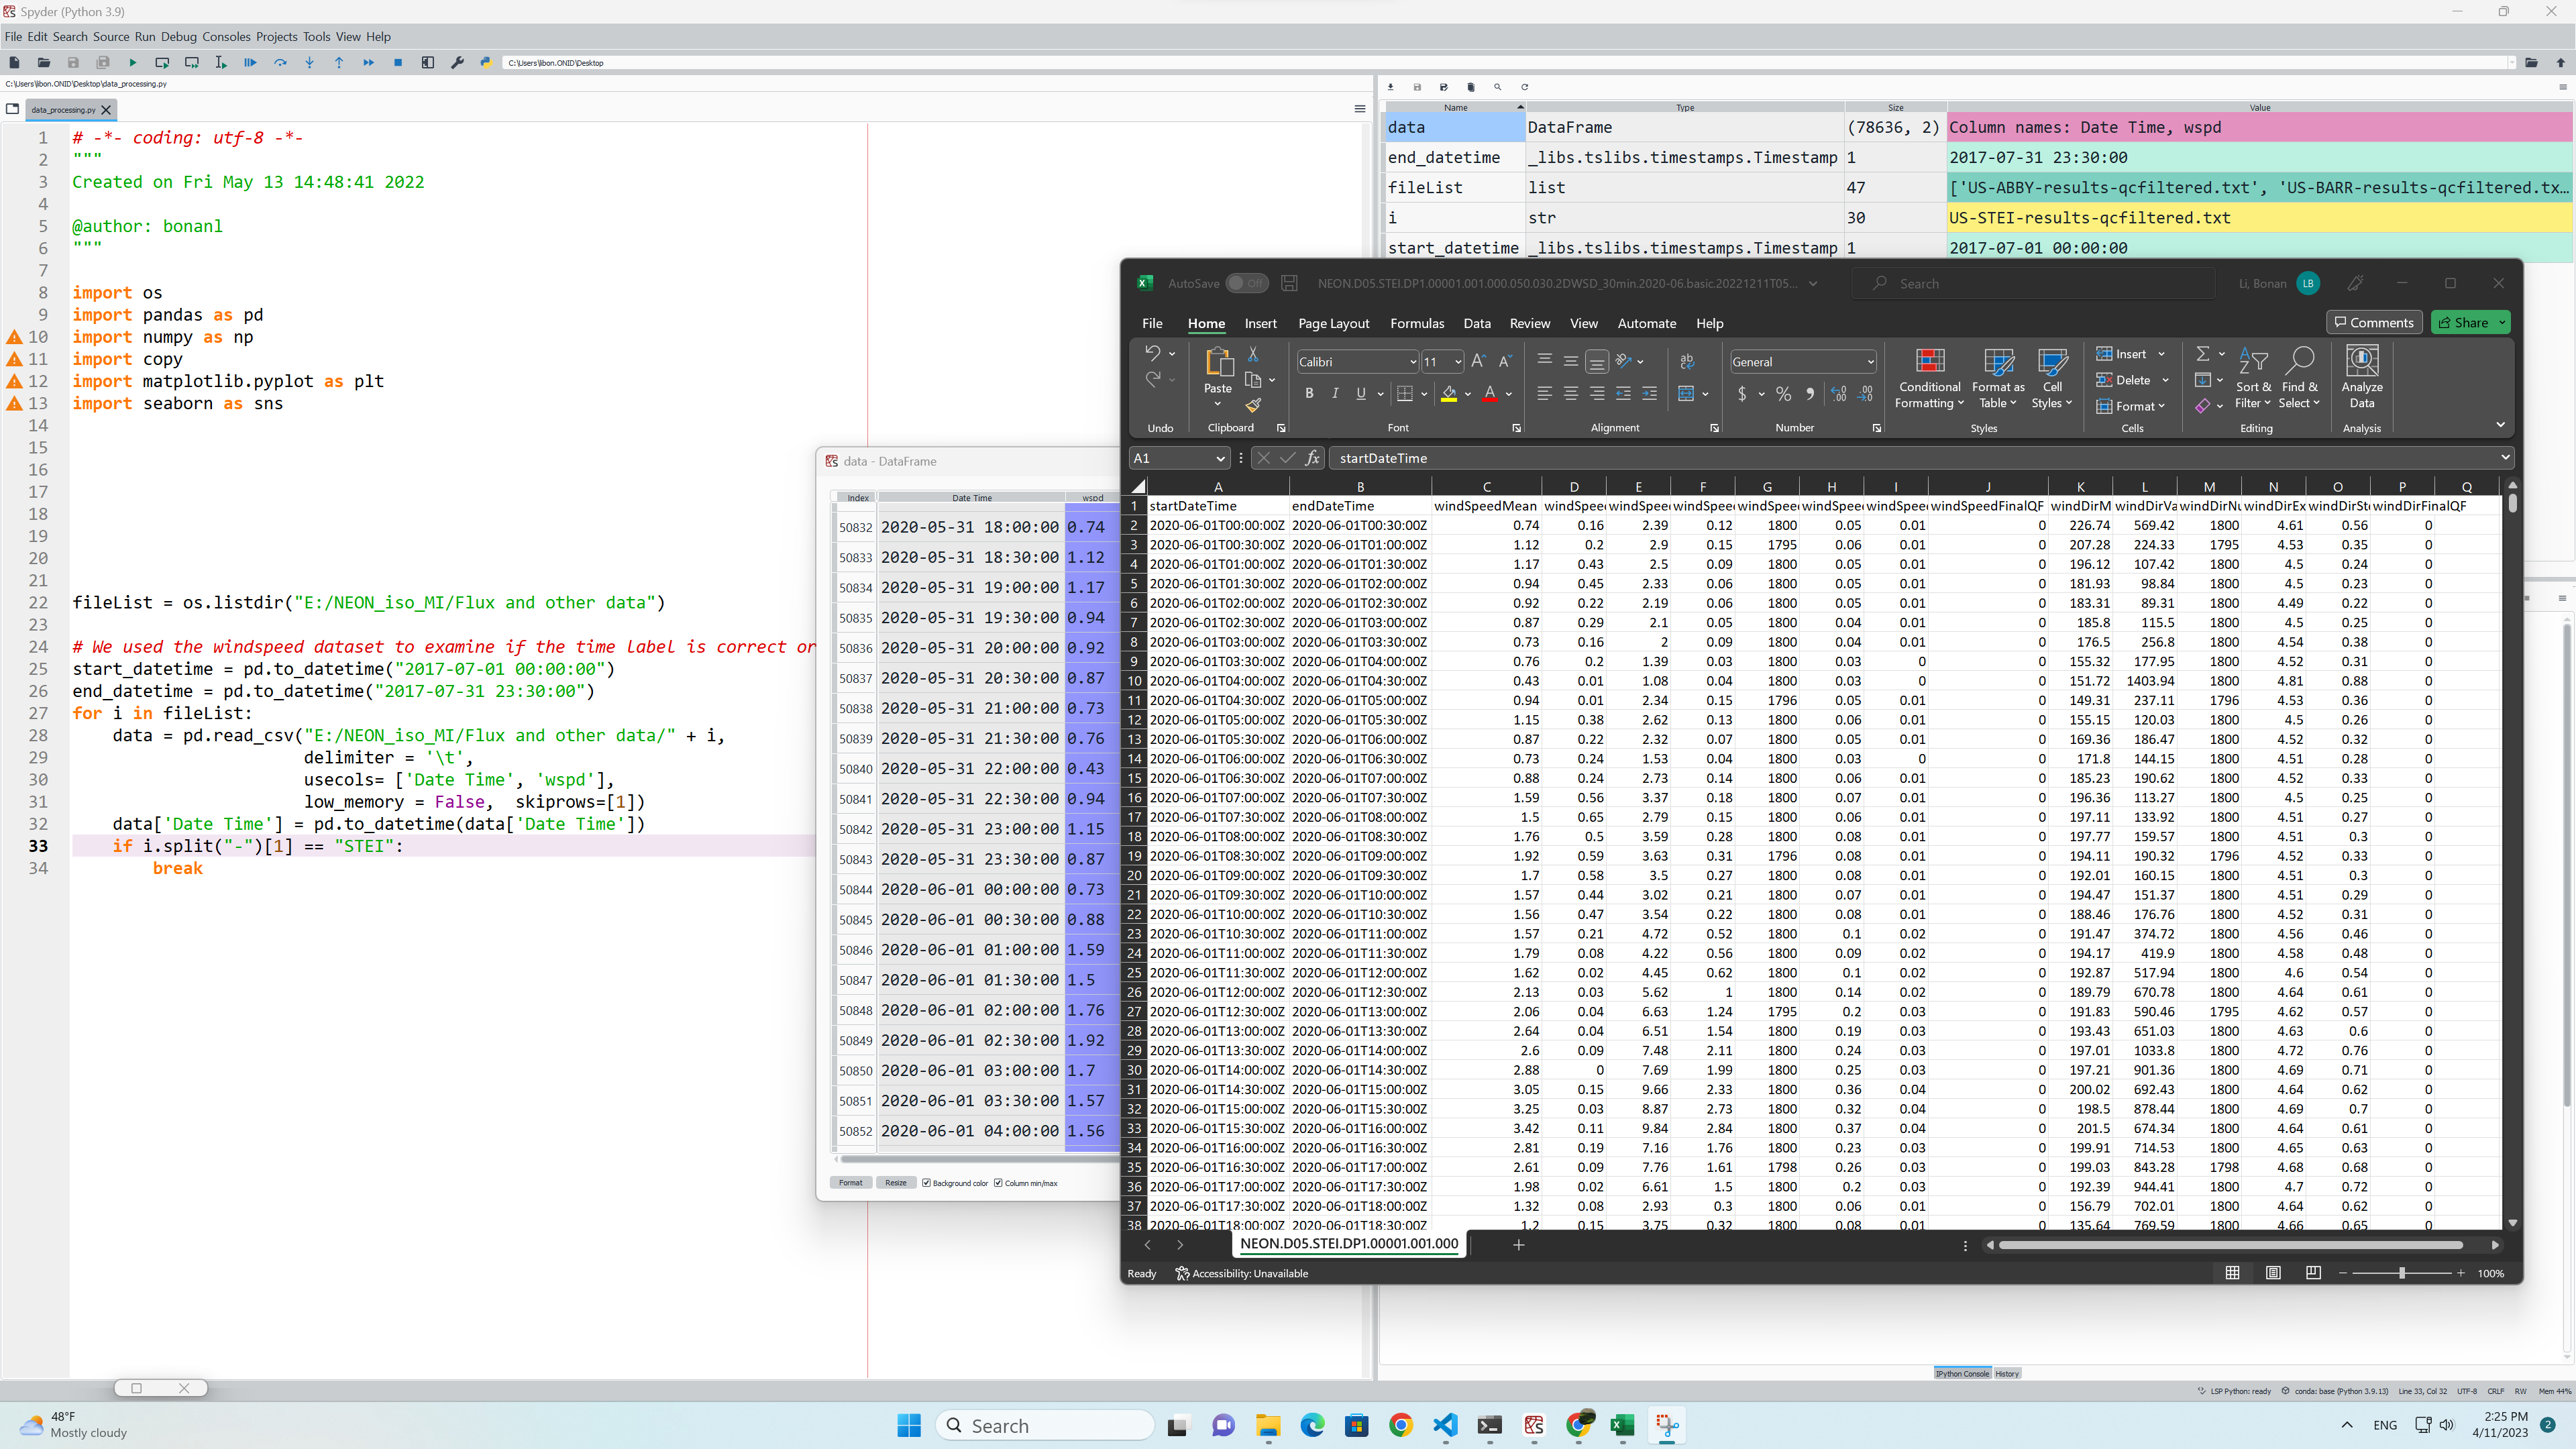 Spyder (Python 3.9)
File Edit Search Source Run Debug Consoles Projects Tools View Help
C:\Users\libon.ONID\Desktop
C:\Users\libon.ONID\Desktop\data_processing.py
data_processing.py
1 # -*- coding: utf-8 -*-
2 """
3 Created on Fri May 13 14:48:41 2022
4
5 @author: bonanl
6 """
7
8 import os
9 import pandas as pd
10 import numpy as np
11 import copy
12 import matplotlib.pyplot as plt
13 import seaborn as sns
14
15
16
17
18
19
20
21
22 fileList = os.listdir("E:/NEON_iso_MI/Flux and other data")
23
24 # We used the windspeed dataset to examine if the time label is correct or
25 start_datetime = pd.to_datetime("2017-07-01 00:00:00")
26 end_datetime = pd.to_datetime("2017-07-31 23:30:00")
27 for i in fileList:
28 data = pd.read_csv("E:/NEON_iso_MI/Flux and other data/" + i,
29 delimiter = '\t',
30 usecols= ['Date Time', 'wspd'],
31 low_memory = False, skiprows=[1])
32 data['Date Time'] = pd.to_datetime(data['Date Time'])
33 if i.split("-")[1] == "STEI":
34 break
Name Type Size Value
data DataFrame (78636, 2) Column names: Date Time, wspd
end_datetime _libs.tslibs.timestamps.Timestamp 1 2017-07-31 23:30:00
fileList list 47 ['US-ABBY-results-qcfiltered.txt', 'US-BARR-results-qcfiltered.tx…
i str 30 US-STEI-results-qcfiltered.txt
start_datetime _libs.tslibs.timestamps.Timestamp 1 2017-07-01 00:00:00
data - DataFrame
Index Date Time wspd
50832 2020-05-31 18:00:00 0.74
50833 2020-05-31 18:30:00 1.12
50834 2020-05-31 19:00:00 1.17
50835 2020-05-31 19:30:00 0.94
50836 2020-05-31 20:00:00 0.92
50837 2020-05-31 20:30:00 0.87
50838 2020-05-31 21:00:00 0.73
50839 2020-05-31 21:30:00 0.76
50840 2020-05-31 22:00:00 0.43
50841 2020-05-31 22:30:00 0.94
50842 2020-05-31 23:00:00 1.15
50843 2020-05-31 23:30:00 0.87
50844 2020-06-01 00:00:00 0.73
50845 2020-06-01 00:30:00 0.88
50846 2020-06-01 01:00:00 1.59
50847 2020-06-01 01:30:00 1.5
50848 2020-06-01 02:00:00 1.76
50849 2020-06-01 02:30:00 1.92
50850 2020-06-01 03:00:00 1.7
50851 2020-06-01 03:30:00 1.57
50852 2020-06-01 04:00:00 1.56
Format Resize Background color Column min/max
AutoSave Off NEON.D05.STEI.DP1.00001.001.000.050.030.2DWSD_30min.2020-06.basic.20221211T05... Search Li, Bonan LB
File Home Insert Page Layout Formulas Data Review View Automate Help Comments Share
Paste Calibri 11 General Conditional Formatting Format as Table Cell Styles Insert Delete Format Sort & Filter Find & Select Analyze Data
Undo Clipboard Font Alignment Number Styles Cells Editing Analysis
A1 fx startDateTime
A B C D E F G H I J K L M N O P Q
1 startDateTime endDateTime windSpeedMean windSpeed windSpeed windSpeed windSpeed windSpeed windSpeed windSpeedFinalQF windDirM windDirVa windDirNu windDirEx windDirSt windDirFinalQF
2 2020-06-01T00:00:00Z 2020-06-01T00:30:00Z 0.74 0.16 2.39 0.12 1800 0.05 0.01 0 226.74 569.42 1800 4.61 0.56 0
3 2020-06-01T00:30:00Z 2020-06-01T01:00:00Z 1.12 0.2 2.9 0.15 1795 0.06 0.01 0 207.28 224.33 1795 4.53 0.35 0
4 2020-06-01T01:00:00Z 2020-06-01T01:30:00Z 1.17 0.43 2.5 0.09 1800 0.05 0.01 0 196.12 107.42 1800 4.5 0.24 0
5 2020-06-01T01:30:00Z 2020-06-01T02:00:00Z 0.94 0.45 2.33 0.06 1800 0.05 0.01 0 181.93 98.84 1800 4.5 0.23 0
6 2020-06-01T02:00:00Z 2020-06-01T02:30:00Z 0.92 0.22 2.19 0.06 1800 0.05 0.01 0 183.31 89.31 1800 4.49 0.22 0
7 2020-06-01T02:30:00Z 2020-06-01T03:00:00Z 0.87 0.29 2.1 0.05 1800 0.04 0.01 0 185.8 115.5 1800 4.5 0.25 0
8 2020-06-01T03:00:00Z 2020-06-01T03:30:00Z 0.73 0.16 2 0.09 1800 0.04 0.01 0 176.5 256.8 1800 4.54 0.38 0
9 2020-06-01T03:30:00Z 2020-06-01T04:00:00Z 0.76 0.2 1.39 0.03 1800 0.03 0 0 155.32 177.95 1800 4.52 0.31 0
10 2020-06-01T04:00:00Z 2020-06-01T04:30:00Z 0.43 0.01 1.08 0.04 1800 0.03 0 0 151.72 1403.94 1800 4.81 0.88 0
11 2020-06-01T04:30:00Z 2020-06-01T05:00:00Z 0.94 0.01 2.34 0.15 1796 0.05 0.01 0 149.31 237.11 1796 4.53 0.36 0
12 2020-06-01T05:00:00Z 2020-06-01T05:30:00Z 1.15 0.38 2.62 0.13 1800 0.06 0.01 0 155.15 120.03 1800 4.5 0.26 0
13 2020-06-01T05:30:00Z 2020-06-01T06:00:00Z 0.87 0.22 2.32 0.07 1800 0.05 0.01 0 169.36 186.47 1800 4.52 0.32 0
14 2020-06-01T06:00:00Z 2020-06-01T06:30:00Z 0.73 0.24 1.53 0.04 1800 0.03 0 0 171.8 144.15 1800 4.51 0.28 0
15 2020-06-01T06:30:00Z 2020-06-01T07:00:00Z 0.88 0.24 2.73 0.14 1800 0.06 0.01 0 185.23 190.62 1800 4.52 0.33 0
16 2020-06-01T07:00:00Z 2020-06-01T07:30:00Z 1.59 0.56 3.37 0.18 1800 0.07 0.01 0 196.36 113.27 1800 4.5 0.25 0
17 2020-06-01T07:30:00Z 2020-06-01T08:00:00Z 1.5 0.65 2.79 0.15 1800 0.06 0.01 0 197.11 133.92 1800 4.51 0.27 0
18 2020-06-01T08:00:00Z 2020-06-01T08:30:00Z 1.76 0.5 3.59 0.28 1800 0.08 0.01 0 197.77 159.57 1800 4.51 0.3 0
19 2020-06-01T08:30:00Z 2020-06-01T09:00:00Z 1.92 0.59 3.63 0.31 1796 0.08 0.01 0 194.11 190.32 1796 4.52 0.33 0
20 2020-06-01T09:00:00Z 2020-06-01T09:30:00Z 1.7 0.58 3.5 0.27 1800 0.08 0.01 0 192.01 160.15 1800 4.51 0.3 0
21 2020-06-01T09:30:00Z 2020-06-01T10:00:00Z 1.57 0.44 3.02 0.21 1800 0.07 0.01 0 194.47 151.37 1800 4.51 0.29 0
22 2020-06-01T10:00:00Z 2020-06-01T10:30:00Z 1.56 0.47 3.54 0.22 1800 0.08 0.01 0 188.46 176.76 1800 4.52 0.31 0
23 2020-06-01T10:30:00Z 2020-06-01T11:00:00Z 1.57 0.21 4.72 0.52 1800 0.1 0.02 0 191.47 374.72 1800 4.56 0.46 0
24 2020-06-01T11:00:00Z 2020-06-01T11:30:00Z 1.79 0.08 4.22 0.56 1800 0.09 0.02 0 194.17 419.9 1800 4.58 0.48 0
25 2020-06-01T11:30:00Z 2020-06-01T12:00:00Z 1.62 0.02 4.45 0.62 1800 0.1 0.02 0 192.87 517.94 1800 4.6 0.54 0
26 2020-06-01T12:00:00Z 2020-06-01T12:30:00Z 2.13 0.03 5.62 1 1800 0.14 0.02 0 189.79 670.78 1800 4.64 0.61 0
27 2020-06-01T12:30:00Z 2020-06-01T13:00:00Z 2.06 0.04 6.63 1.24 1795 0.2 0.03 0 191.83 590.46 1795 4.62 0.57 0
28 2020-06-01T13:00:00Z 2020-06-01T13:30:00Z 2.64 0.04 6.51 1.54 1800 0.19 0.03 0 193.43 651.03 1800 4.63 0.6 0
29 2020-06-01T13:30:00Z 2020-06-01T14:00:00Z 2.6 0.09 7.48 2.11 1800 0.24 0.03 0 197.01 1033.8 1800 4.72 0.76 0
30 2020-06-01T14:00:00Z 2020-06-01T14:30:00Z 2.88 0 7.69 1.99 1800 0.25 0.03 0 197.21 901.36 1800 4.69 0.71 0
31 2020-06-01T14:30:00Z 2020-06-01T15:00:00Z 3.05 0.15 9.66 2.33 1800 0.36 0.04 0 200.02 692.43 1800 4.64 0.62 0
32 2020-06-01T15:00:00Z 2020-06-01T15:30:00Z 3.25 0.03 8.87 2.73 1800 0.32 0.04 0 198.5 878.44 1800 4.69 0.7 0
33 2020-06-01T15:30:00Z 2020-06-01T16:00:00Z 3.42 0.11 9.84 2.84 1800 0.37 0.04 0 201.5 674.34 1800 4.64 0.61 0
34 2020-06-01T16:00:00Z 2020-06-01T16:30:00Z 2.81 0.19 7.16 1.76 1800 0.23 0.03 0 199.91 714.53 1800 4.65 0.63 0
35 2020-06-01T16:30:00Z 2020-06-01T17:00:00Z 2.61 0.09 7.76 1.61 1798 0.26 0.03 0 199.03 843.28 1798 4.68 0.68 0
36 2020-06-01T17:00:00Z 2020-06-01T17:30:00Z 1.98 0.02 6.61 1.5 1800 0.2 0.03 0 192.39 944.41 1800 4.7 0.72 0
37 2020-06-01T17:30:00Z 2020-06-01T18:00:00Z 1.32 0.08 2.93 0.3 1800 0.06 0.01 0 156.79 702.01 1800 4.64 0.62 0
38 2020-06-01T18:00:00Z 2020-06-01T18:30:00Z 1.2 0.15 3.75 0.32 1800 0.08 0.01 0 135.64 769.59 1800 4.66 0.65 0
NEON.D05.STEI.DP1.00001.001.000
Ready Accessibility: Unavailable 100%
IPython Console History
LSP Python: ready conda: base (Python 3.9.13) Line 33, Col 32 UTF-8 CRLF RW Mem 44%
48°F
Mostly cloudy
Search
ENG
2:25 PM
4/11/2023
2